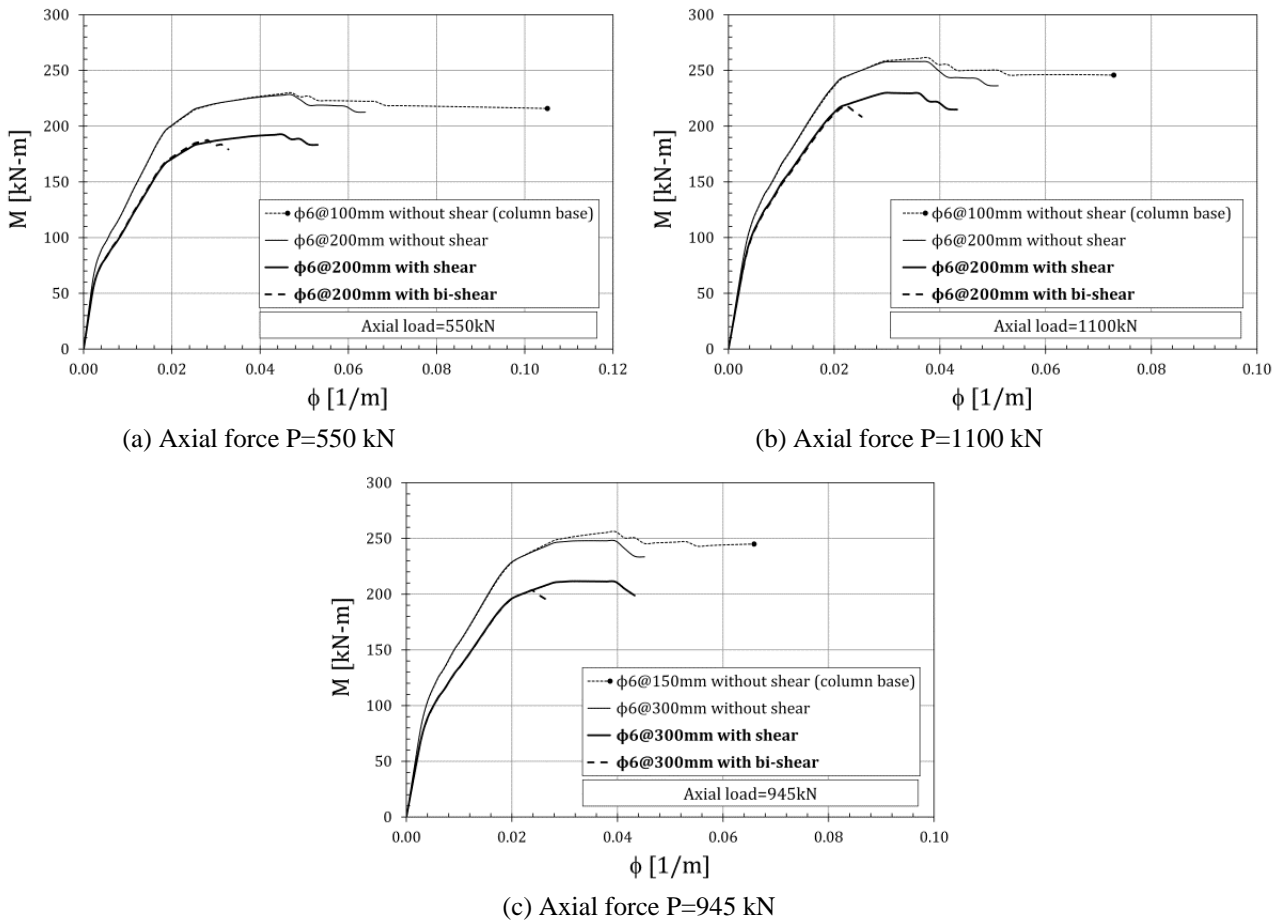 300
250
200
150
100
50
0
M [kN-m]
ϕ6@100mm without shear (column base)
ϕ6@200mm without shear
ϕ6@200mm with shear
ϕ6@200mm with bi-shear
Axial load=550kN
0.00 0.02 0.04 0.06 0.08 0.10 0.12
ϕ [1/m]
(a) Axial force P=550 kN
300
250
200
150
100
50
0
M [kN-m]
ϕ6@100mm without shear (column base)
ϕ6@200mm without shear
ϕ6@200mm with shear
ϕ6@200mm with bi-shear
Axial load=1100kN
0.00 0.02 0.04 0.06 0.08 0.10
ϕ [1/m]
(b) Axial force P=1100 kN
300
250
200
150
100
50
0
M [kN-m]
ϕ6@150mm without shear (column base)
ϕ6@300mm without shear
ϕ6@300mm with shear
ϕ6@300mm with bi-shear
Axial load=945kN
0.00 0.02 0.04 0.06 0.08 0.10
ϕ [1/m]
(c) Axial force P=945 kN